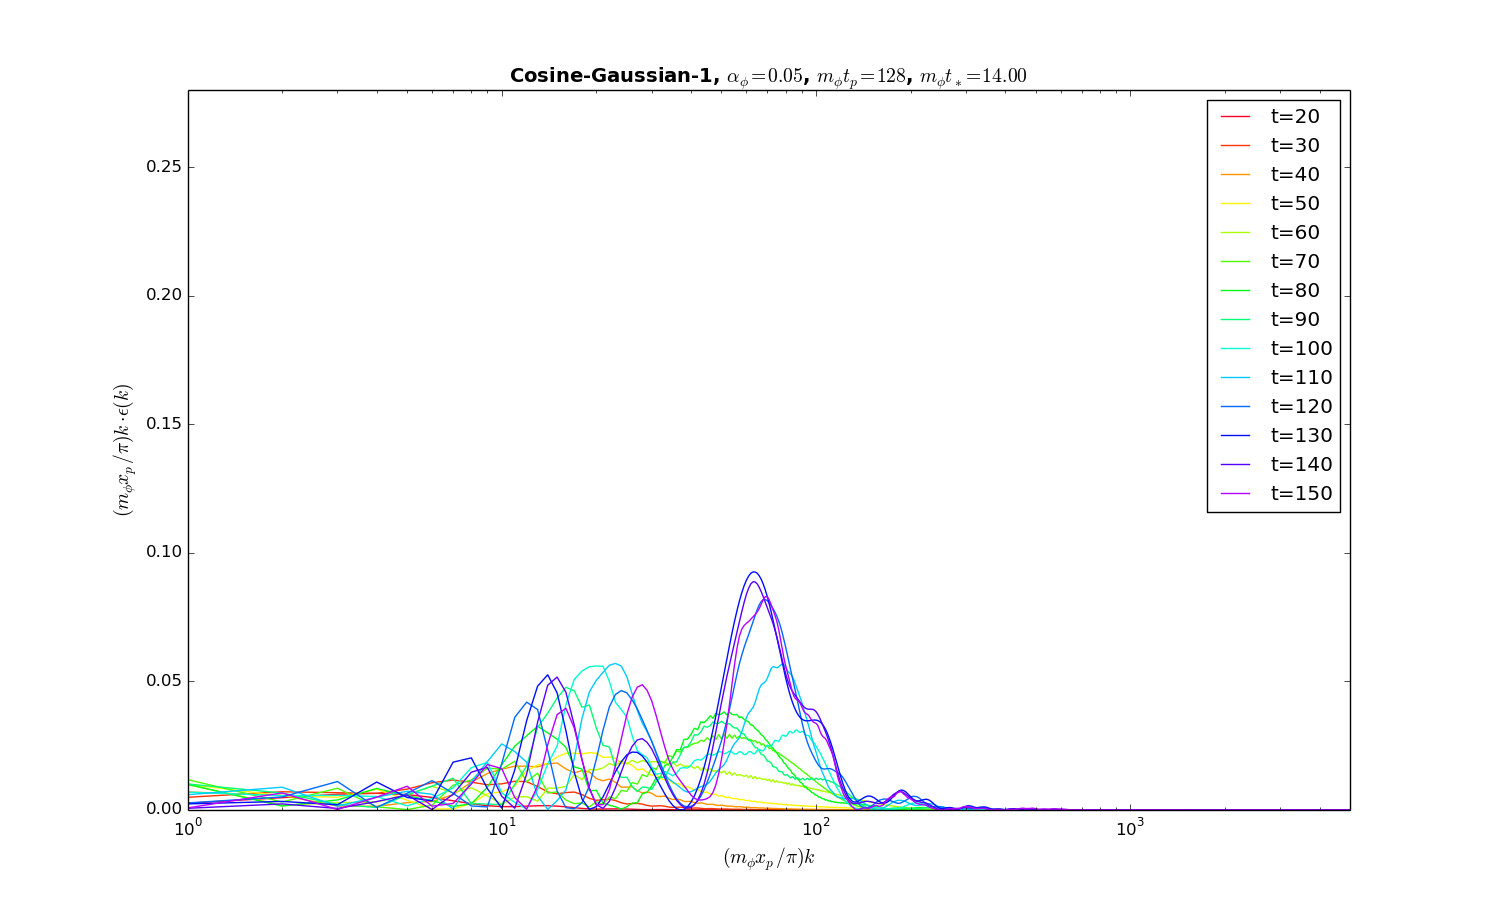 Cosine-Gaussian-1, α_ϕ=0.05, m_ϕt_p=128, m_ϕt_*=14.00
(m_ϕx_p/π)k·ϵ(k)
0.25
0.20
0.15
0.10
0.05
0.00
10^0 10^1 10^2 10^3
(m_ϕx_p/π)k
t=20
t=30
t=40
t=50
t=60
t=70
t=80
t=90
t=100
t=110
t=120
t=130
t=140
t=150